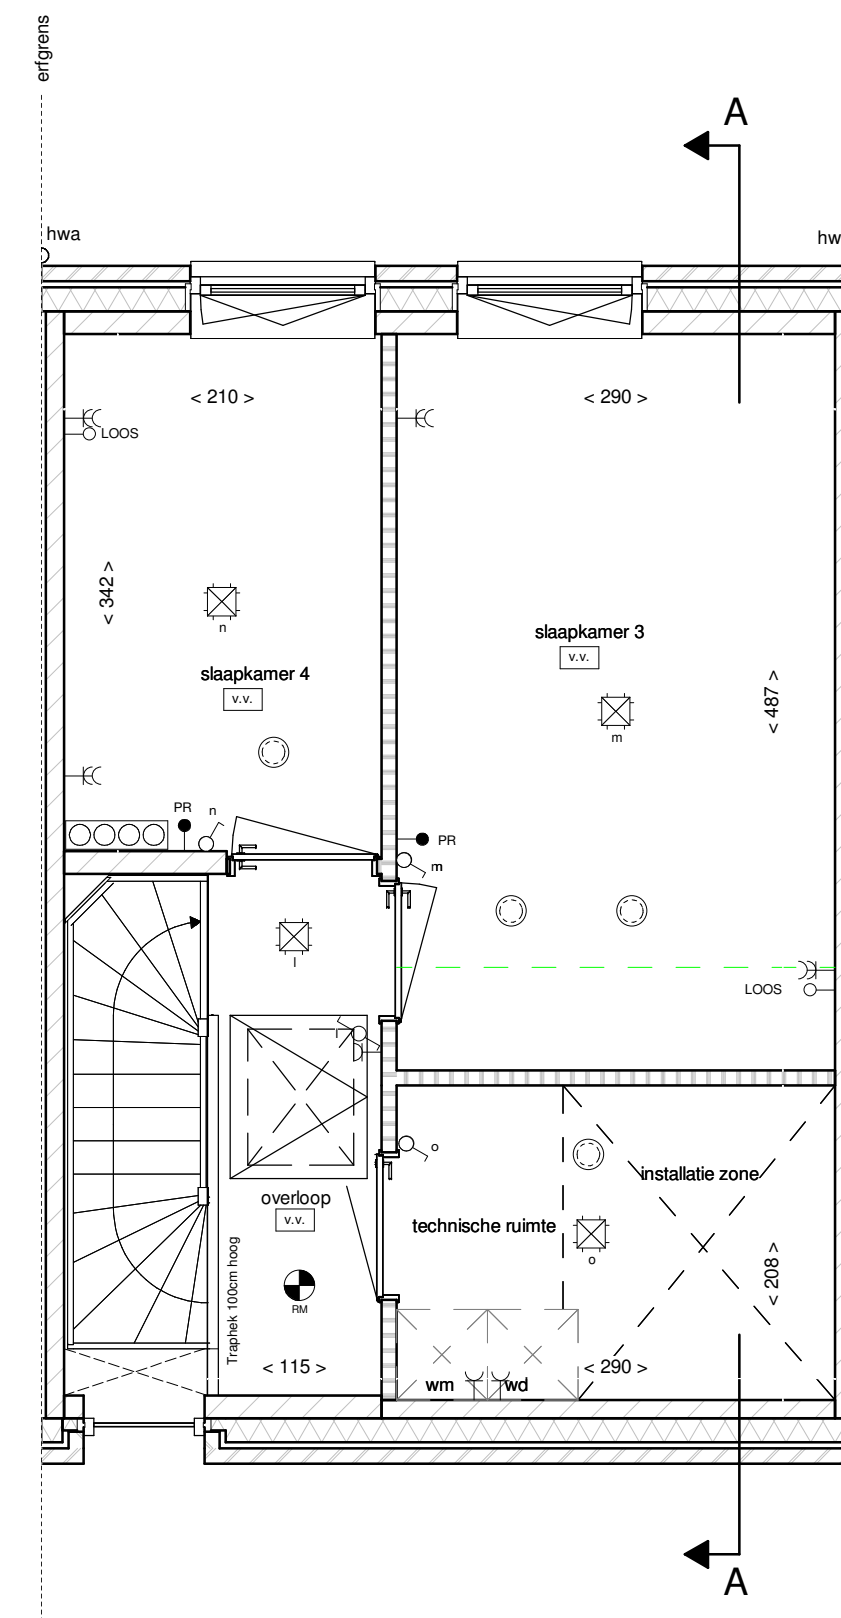 erfgrens
A
hwa
hw
< 210 >
< 290 >
LOOS
< 342 >
n
slaapkamer 4
v.v.
slaapkamer 3
v.v.
m
< 487 >
PR
n
PR
m
l
LOOS
l
o
installatie zone
technische ruimte
o
overloop
v.v.
< 208 >
Traphek 100cm hoog
RM
< 115 >
< 290 >
wm
wd
A